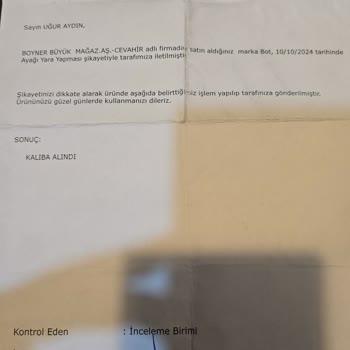 Sayın UĞUR AYDIN,
BOYNER BÜYÜK MAĞAZ.AŞ.-CEVAHİR adlı firmadan satın aldığınız marka Bot, 10/10/2024 tarihinde
Ayağı Yara Yapması şikayetiyle tarafımıza iletilmişti
Şikayetinizi dikkate alarak üründe aşağıda belirttiğimiz işlem yapılıp tarafınıza gönderilmiştir.
Ürününüzü güzel günlerde kullanmanızı dileriz.
SONUÇ:
KALIBA ALINDI
Kontrol Eden : İnceleme Birimi